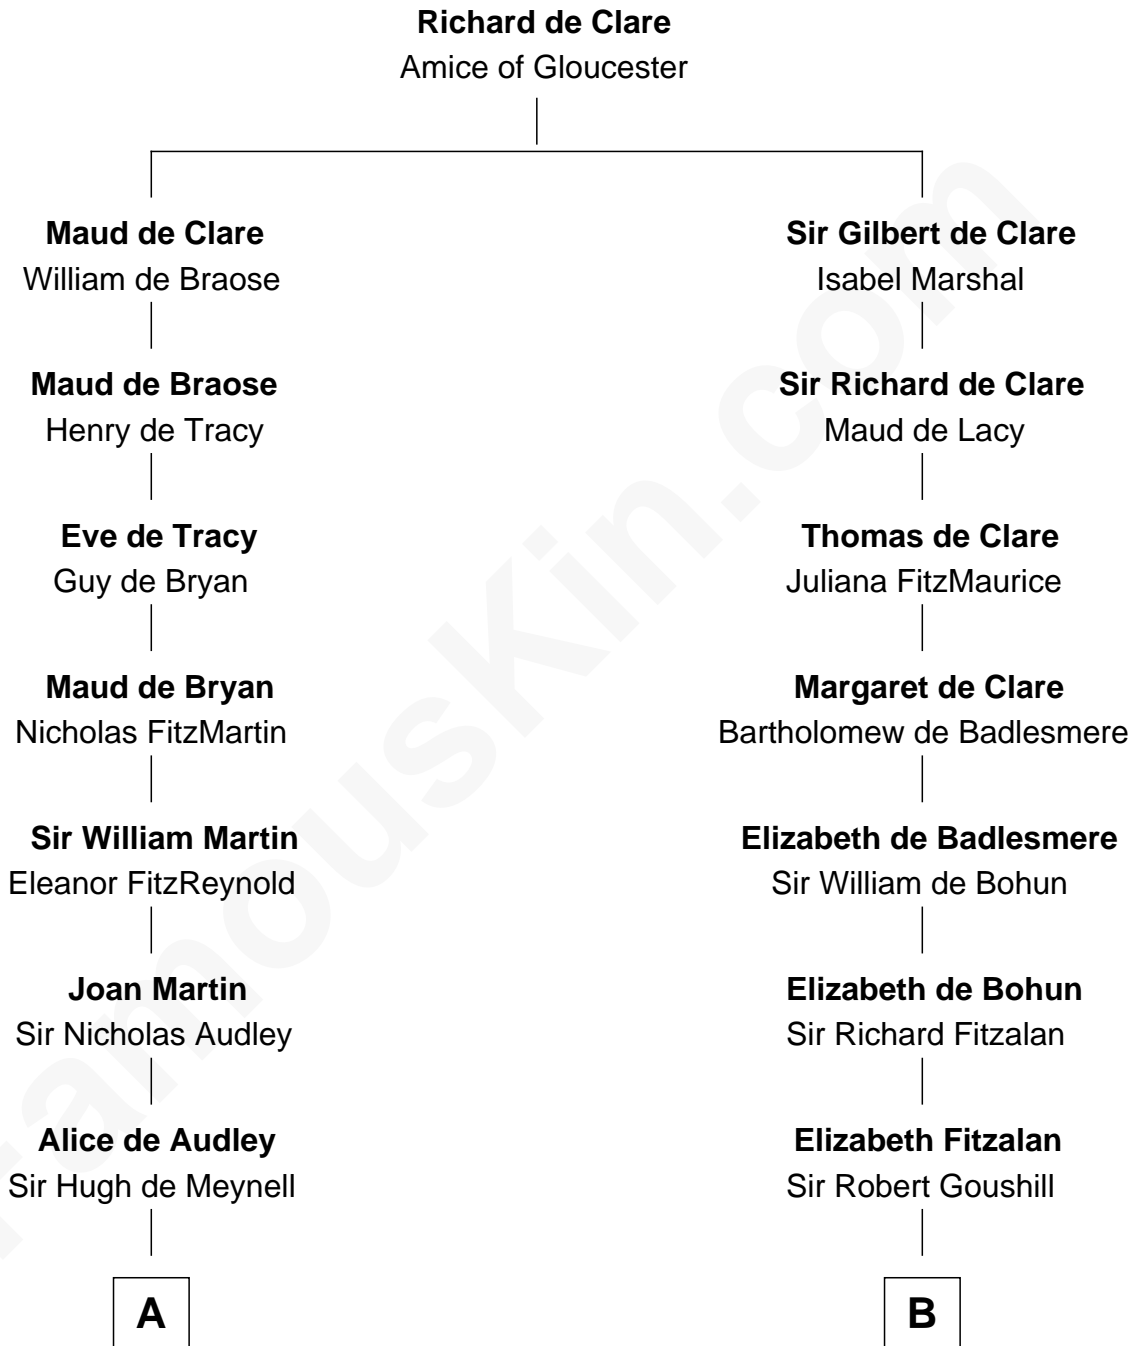 Richard de Clare
Amice of Gloucester
Maud de Clare
William de Braose
Maud de Braose
Henry de Tracy
Eve de Tracy
Guy de Bryan
Maud de Bryan
Nicholas FitzMartin
Sir William Martin
Eleanor FitzReynold
Joan Martin
Sir Nicholas Audley
Alice de Audley
Sir Hugh de Meynell
A
Sir Gilbert de Clare
Isabel Marshal
Sir Richard de Clare
Maud de Lacy
Thomas de Clare
Juliana FitzMaurice
Margaret de Clare
Bartholomew de Badlesmere
Elizabeth de Badlesmere
Sir William de Bohun
Elizabeth de Bohun
Sir Richard Fitzalan
Elizabeth Fitzalan
Sir Robert Goushill
B
FamousKin.com